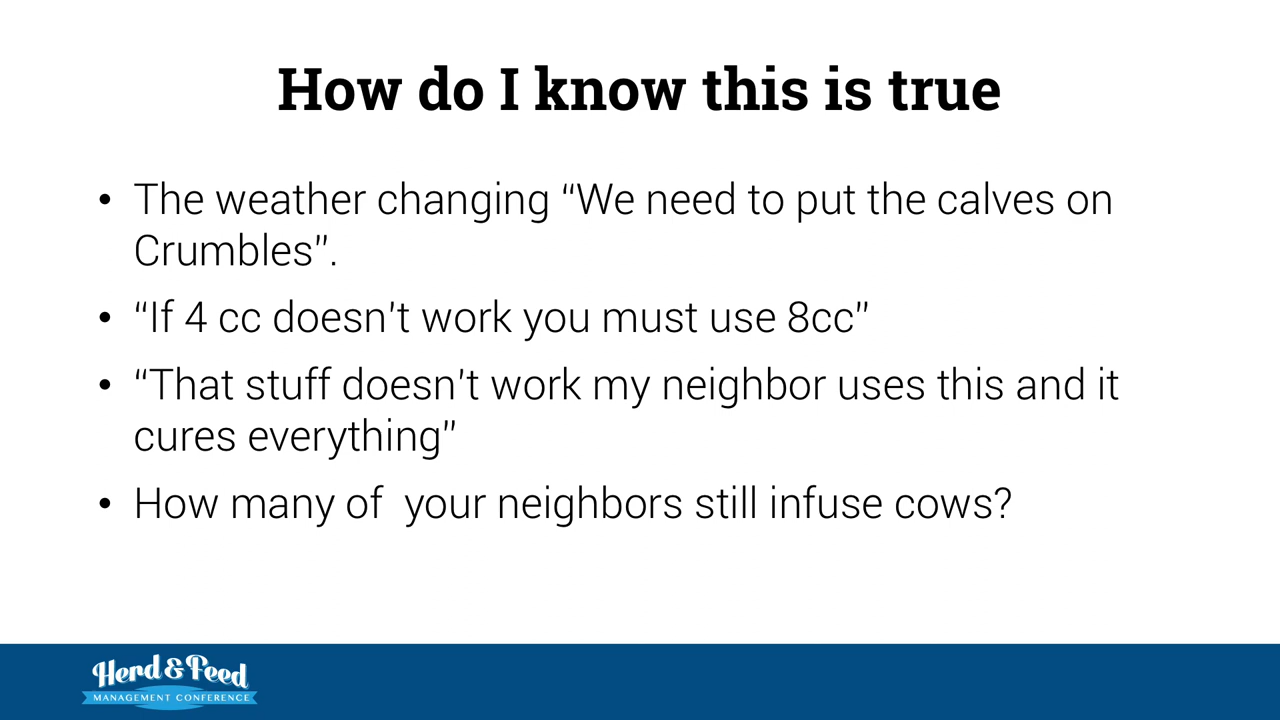 How do I know this is true
• The weather changing “We need to put the calves on
Crumbles”.
• “If 4 cc doesn’t work you must use 8cc”
• “That stuff doesn’t work my neighbor uses this and it
cures everything”
• How many of  your neighbors still infuse cows?
Herd & Feed
MANAGEMENT CONFERENCE